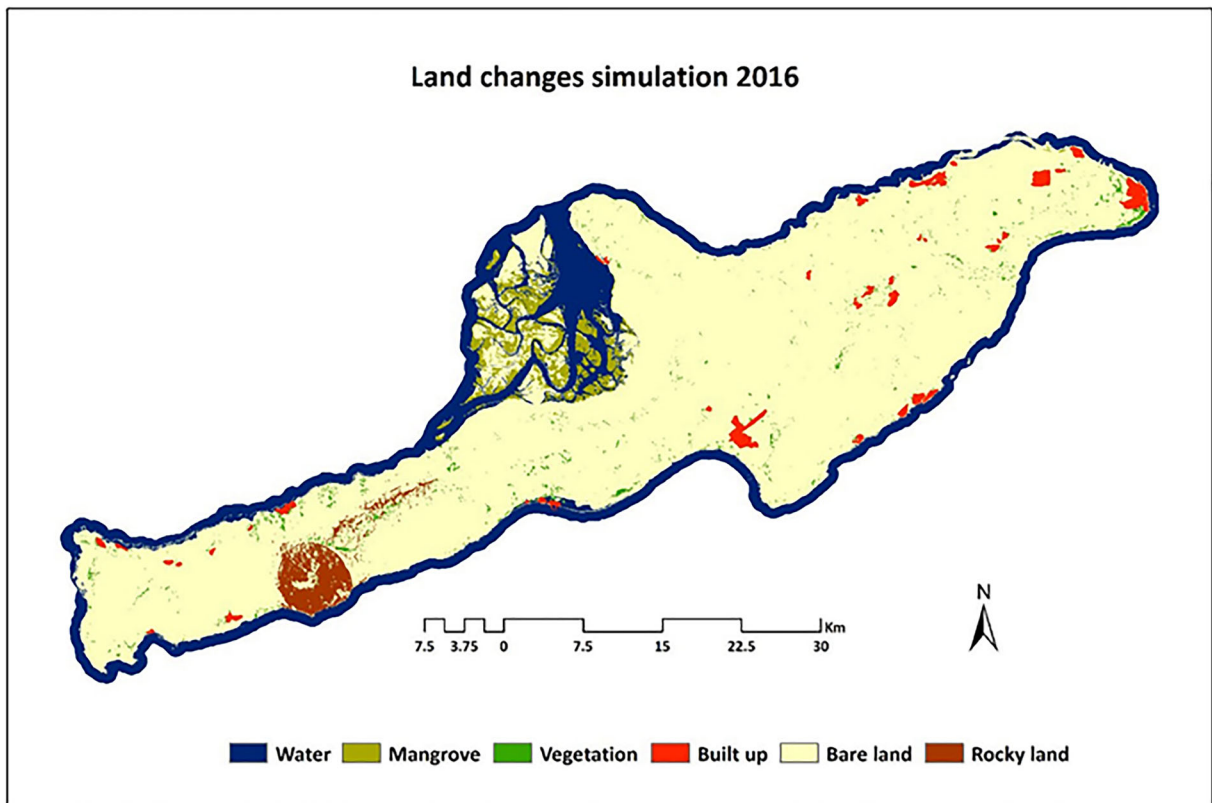 Land changes simulation 2016
N
Km
7.5 3.75 0 7.5 15 22.5 30
Water Mangrove Vegetation Built up Bare land Rocky land